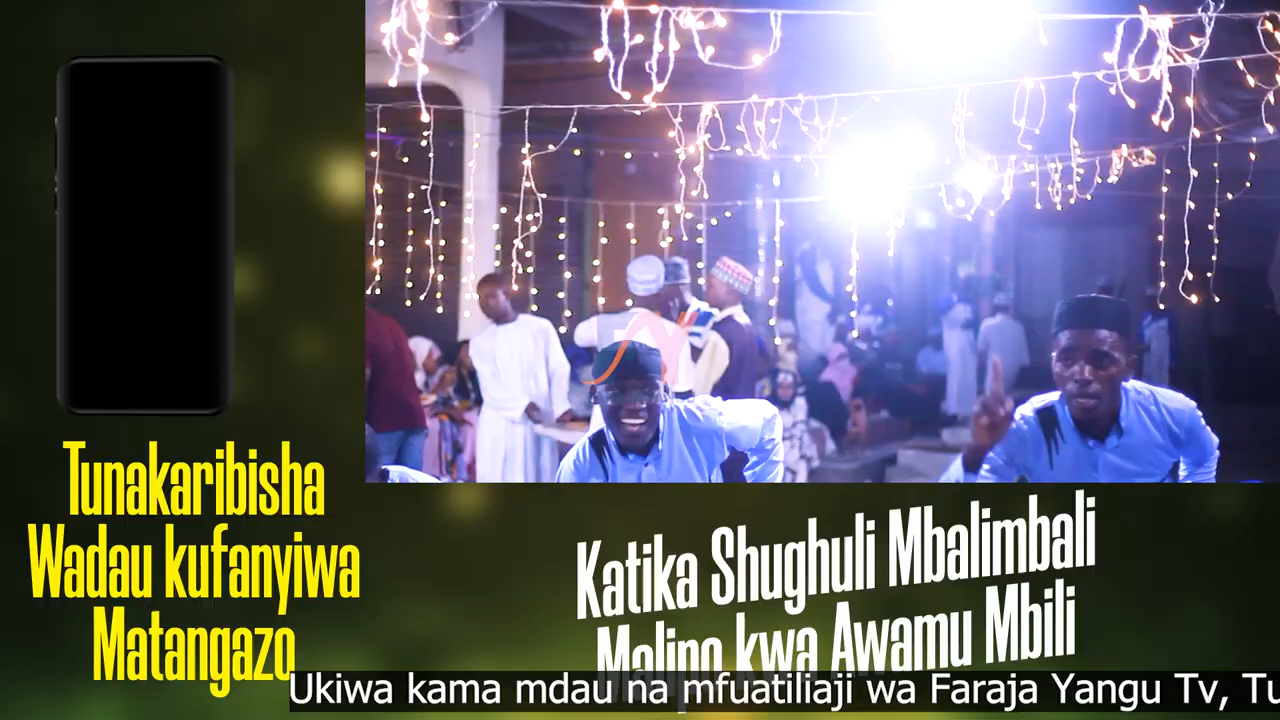 Tunakaribisha
Wadau kufanyiwa
Matangazo
Katika Shughuli Mbalimbali
Malipo kwa Awamu Mbili
Ukiwa kama mdau na mfuatiliaji wa Faraja Yangu Tv, Tu